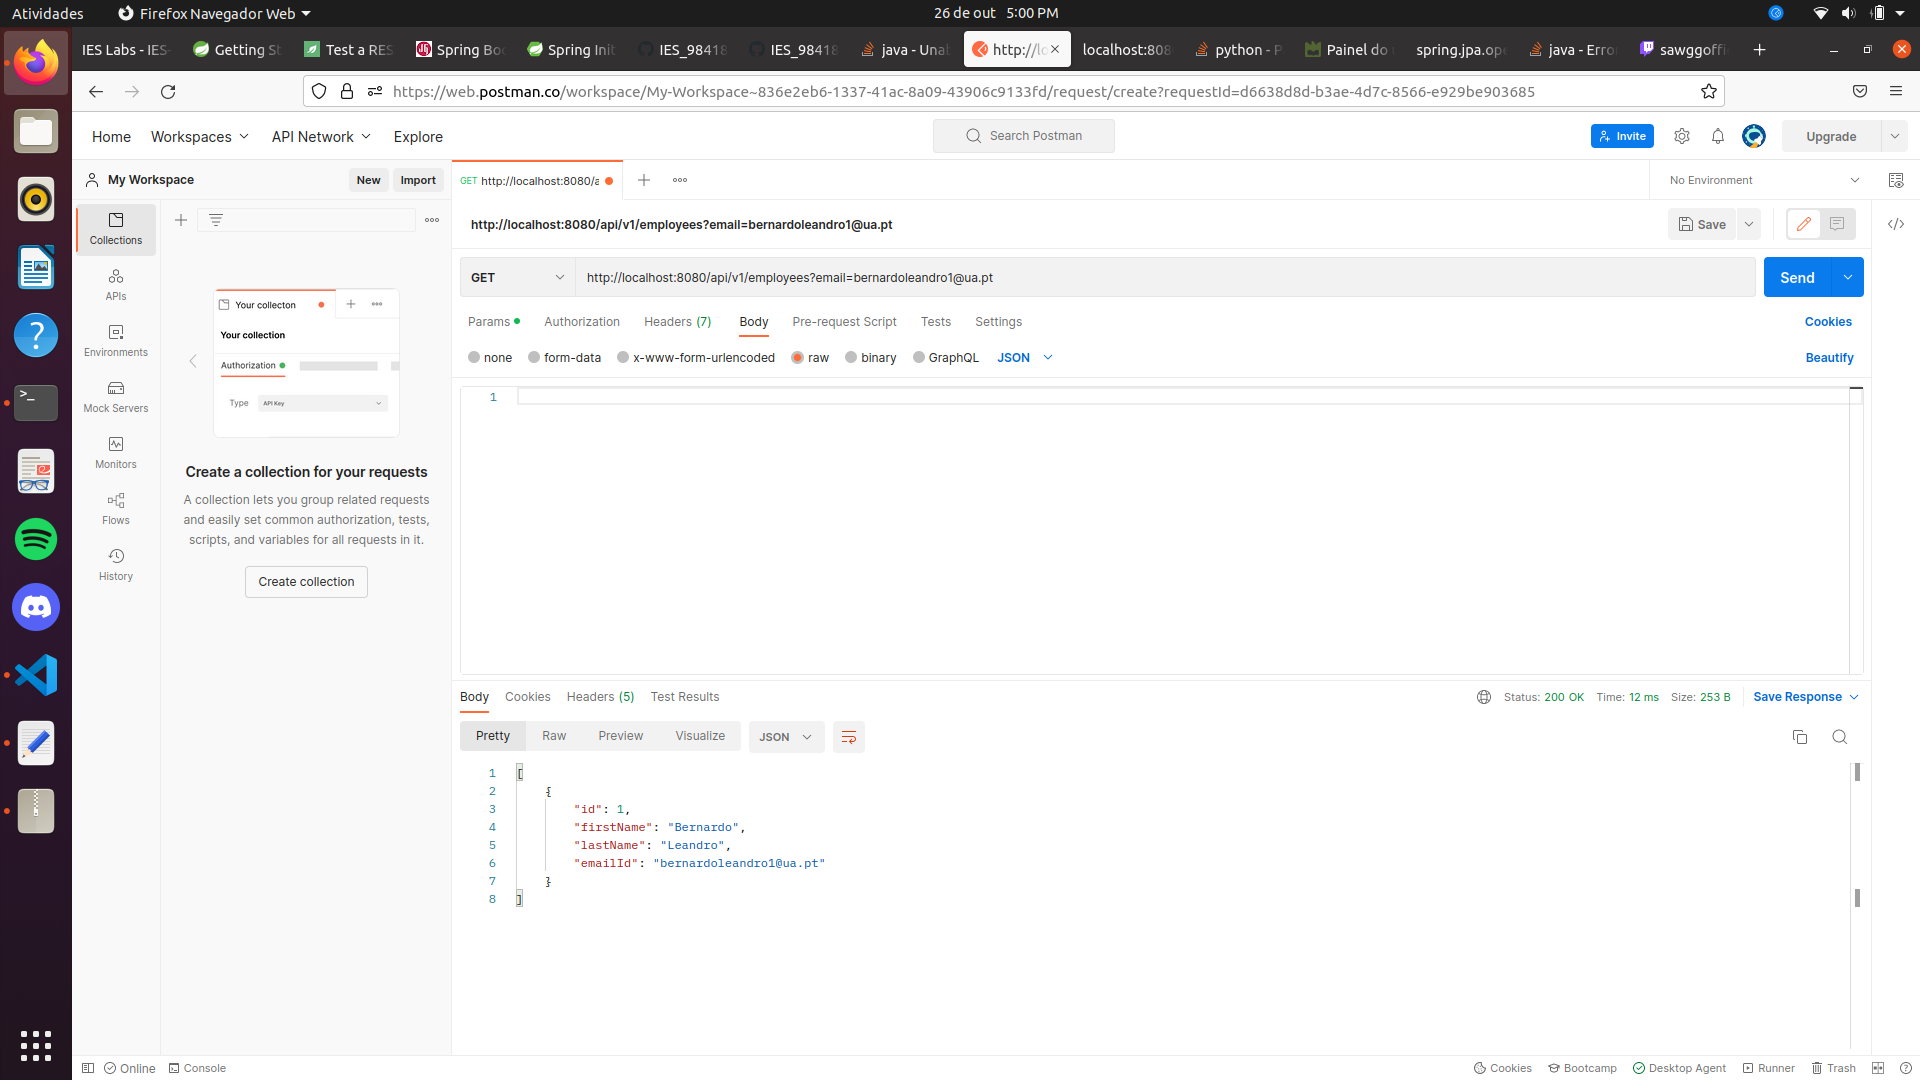 Atividades
Firefox Navegador Web
26 de out 5:00 PM
IES Labs - IES-
Getting St
Test a RES
Spring Boo
Spring Init
IES_98418
IES_98418
java - Unab
http://lo
localhost:808
python - P
Painel do
spring.jpa.ope
java - Error
sawggoffi
https://web.postman.co/workspace/My-Workspace~836e2eb6-1337-41ac-8a09-43906c9133fd/request/create?requestId=d6638d8d-b3ae-4d7c-8566-e929be903685
Home
Workspaces
API Network
Explore
Search Postman
Invite
Upgrade
My Workspace
New
Import
GET http://localhost:8080/a
No Environment
Collections
APIs
Environments
Mock Servers
Monitors
Flows
History
Your collecton
Your collection
Authorization
Type
API Key
Create a collection for your requests
A collection lets you group related requests
and easily set common authorization, tests,
scripts, and variables for all requests in it.
Create collection
http://localhost:8080/api/v1/employees?email=bernardoleandro1@ua.pt
Save
GET
http://localhost:8080/api/v1/employees?email=bernardoleandro1@ua.pt
Send
Params
Authorization
Headers (7)
Body
Pre-request Script
Tests
Settings
Cookies
none
form-data
x-www-form-urlencoded
raw
binary
GraphQL
JSON
Beautify
1
Body
Cookies
Headers (5)
Test Results
Status: 200 OK
Time: 12 ms
Size: 253 B
Save Response
Pretty
Raw
Preview
Visualize
JSON
1 [
2 {
3 "id": 1,
4 "firstName": "Bernardo",
5 "lastName": "Leandro",
6 "emailId": "bernardoleandro1@ua.pt"
7 }
8 ]
Online
Console
Cookies
Bootcamp
Desktop Agent
Runner
Trash